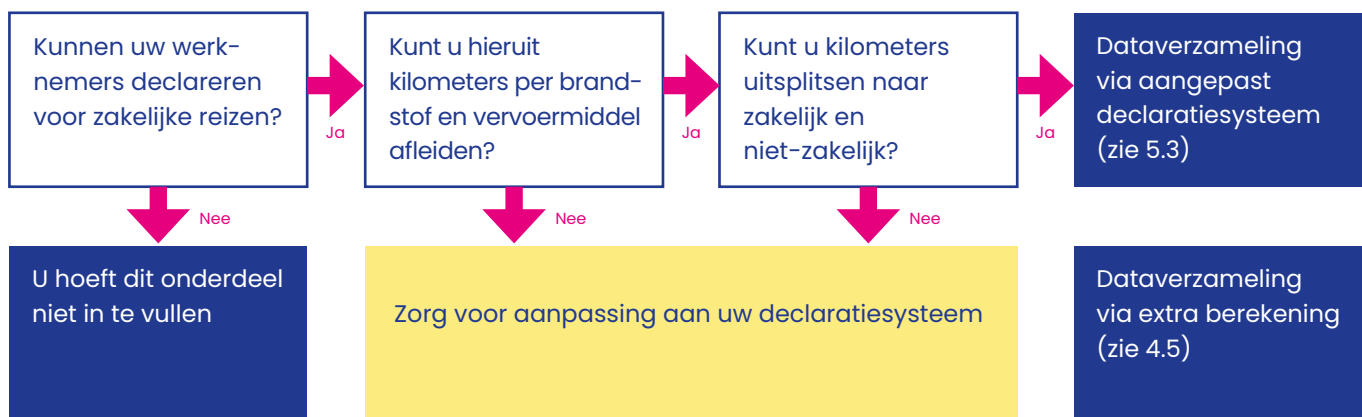 Kunnen uw werk-
nemers declareren
voor zakelijke reizen?
Ja
Kunt u hieruit
kilometers per brand-
stof en vervoermiddel
afleiden?
Ja
Kunt u kilometers
uitsplitsen naar
zakelijk en
niet-zakelijk?
Ja
Dataverzameling
via aangepast
declaratiesysteem
(zie 5.3)
Nee
Nee
Nee
U hoeft dit onderdeel
niet in te vullen
Zorg voor aanpassing aan uw declaratiesysteem
Dataverzameling
via extra berekening
(zie 4.5)